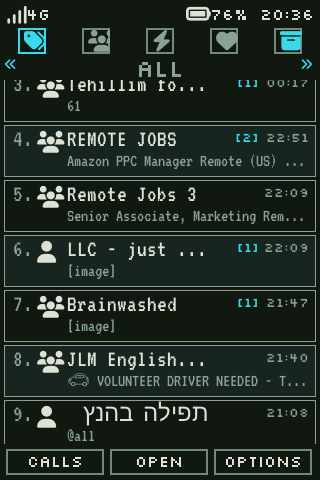 4G 76% 20:36
« »
ALL
3. Tehillim fo... [1] 00:17
61
4. REMOTE JOBS [2] 22:51
Amazon PPC Manager Remote (US) ...
5. Remote Jobs 3 22:09
Senior Associate, Marketing Rem...
6. LLC - just ... [1] 22:09
[image]
7. Brainwashed [1] 21:47
[image]
8. JLM English... 21:40
VOLUNTEER DRIVER NEEDED - T...
9. תפילה בהנץ 21:08
@all
CALLS OPEN OPTIONS